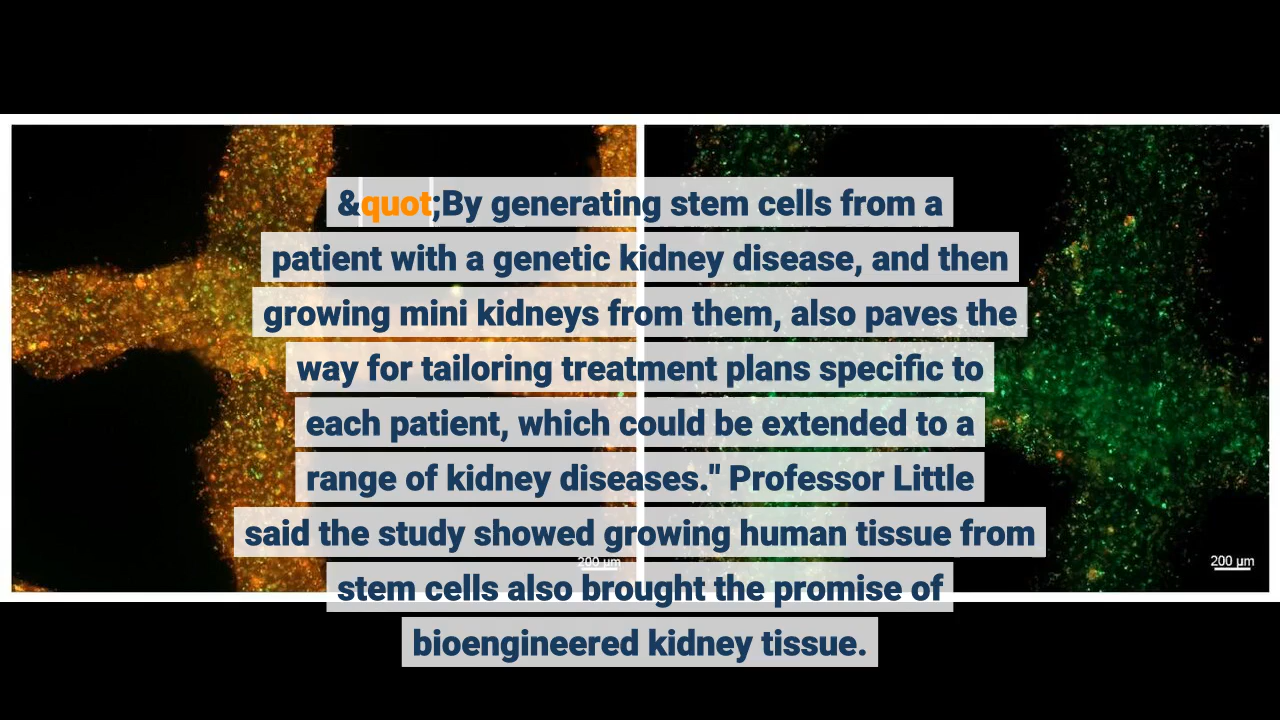 &quot;By generating stem cells from a
patient with a genetic kidney disease, and then
growing mini kidneys from them, also paves the
way for tailoring treatment plans specific to
each patient, which could be extended to a
range of kidney diseases." Professor Little
said the study showed growing human tissue from
200 µm
200 µm
stem cells also brought the promise of
bioengineered kidney tissue.